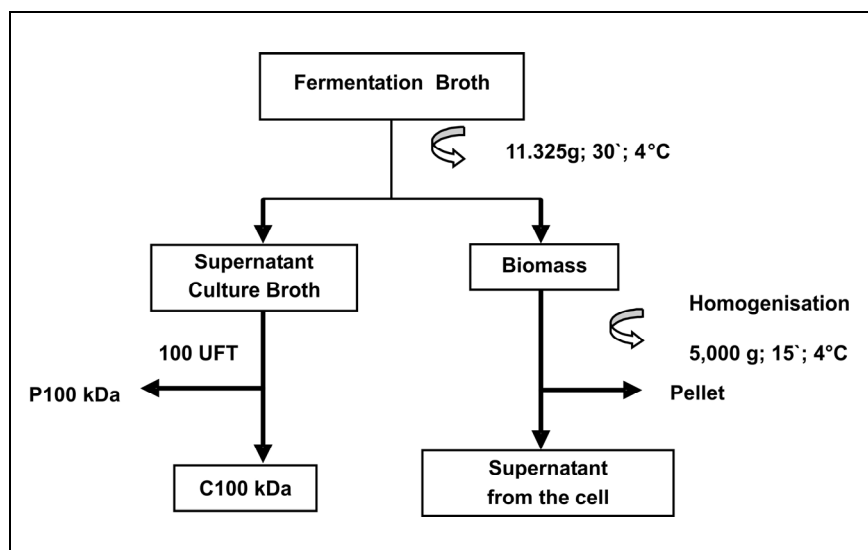 Fermentation Broth
11.325g; 30`; 4°C
Supernatant
Culture Broth
Biomass
Homogenisation
5,000 g; 15`; 4°C
100 UFT
P100 kDa
Pellet
C100 kDa
Supernatant
from the cell